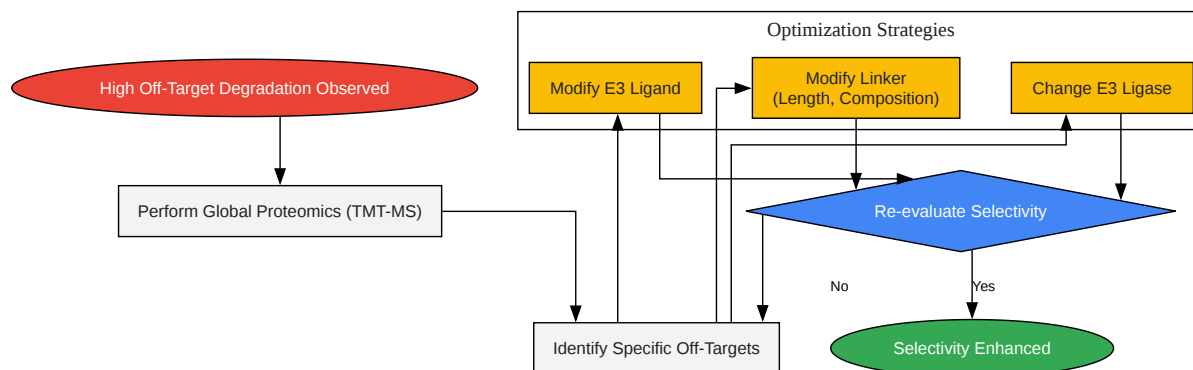 Optimization Strategies
High Off-Target Degradation Observed
Modify E3 Ligand
Modify Linker
(Length, Composition)
Change E3 Ligase
Perform Global Proteomics (TMT-MS)
Re-evaluate Selectivity
No
Yes
Identify Specific Off-Targets
Selectivity Enhanced